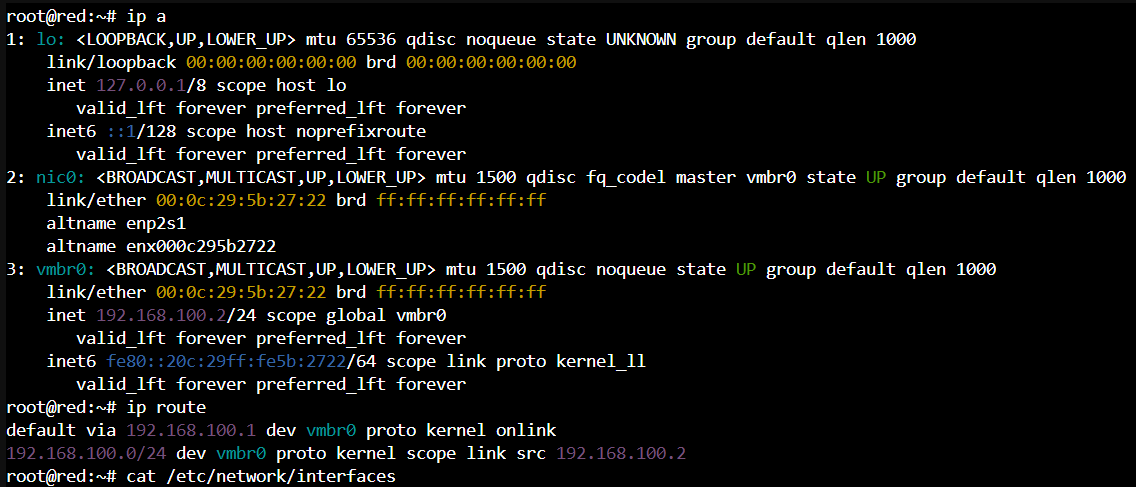 root@red:~# ip a
1: lo: <LOOPBACK,UP,LOWER_UP> mtu 65536 qdisc noqueue state UNKNOWN group default qlen 1000
    link/loopback 00:00:00:00:00:00 brd 00:00:00:00:00:00
    inet 127.0.0.1/8 scope host lo
       valid_lft forever preferred_lft forever
    inet6 ::1/128 scope host noprefixroute
       valid_lft forever preferred_lft forever
2: nic0: <BROADCAST,MULTICAST,UP,LOWER_UP> mtu 1500 qdisc fq_codel master vmbr0 state UP group default qlen 1000
    link/ether 00:0c:29:5b:27:22 brd ff:ff:ff:ff:ff:ff
    altname enp2s1
    altname enx000c295b2722
3: vmbr0: <BROADCAST,MULTICAST,UP,LOWER_UP> mtu 1500 qdisc noqueue state UP group default qlen 1000
    link/ether 00:0c:29:5b:27:22 brd ff:ff:ff:ff:ff:ff
    inet 192.168.100.2/24 scope global vmbr0
       valid_lft forever preferred_lft forever
    inet6 fe80::20c:29ff:fe5b:2722/64 scope link proto kernel_ll
       valid_lft forever preferred_lft forever
root@red:~# ip route
default via 192.168.100.1 dev vmbr0 proto kernel onlink
192.168.100.0/24 dev vmbr0 proto kernel scope link src 192.168.100.2
root@red:~# cat /etc/network/interfaces